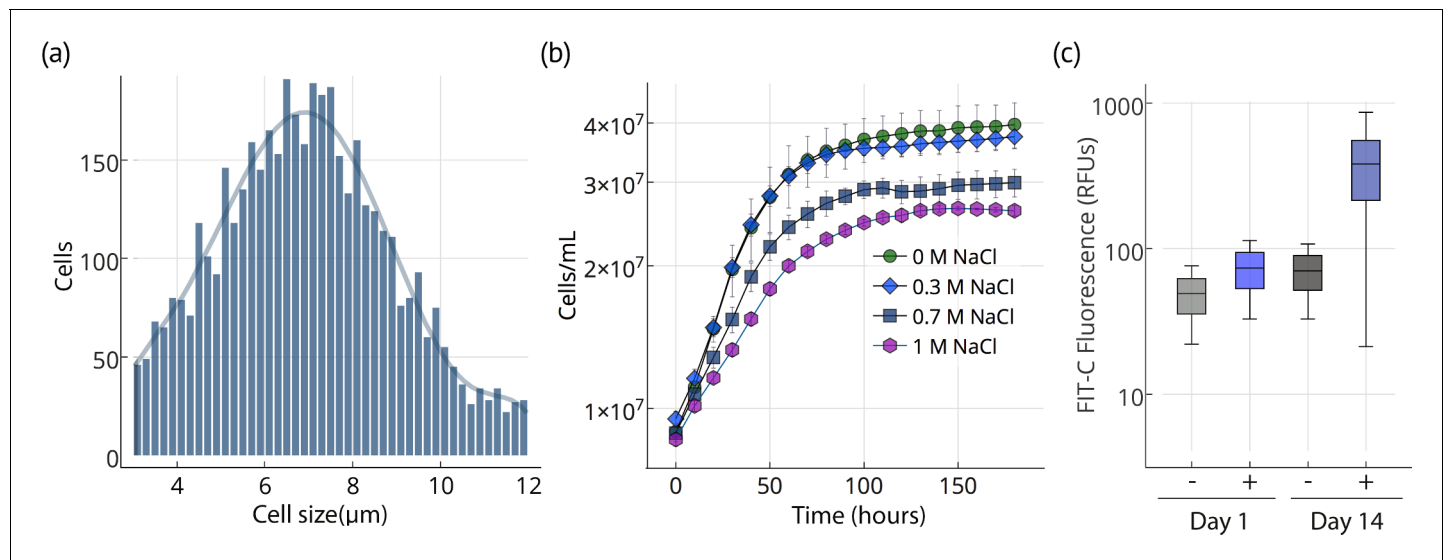 (a)
Cells
150
100
50
0
4 6 8 10 12
Cell size(µm)
(b)
Cells/mL
4×10⁷
3×10⁷
2×10⁷
1×10⁷
0 M NaCl
0.3 M NaCl
0.7 M NaCl
1 M NaCl
0 50 100 150
Time (hours)
(c)
FIT-C Fluorescence (RFUs)
1000
100
10
- + - +
Day 1 Day 14